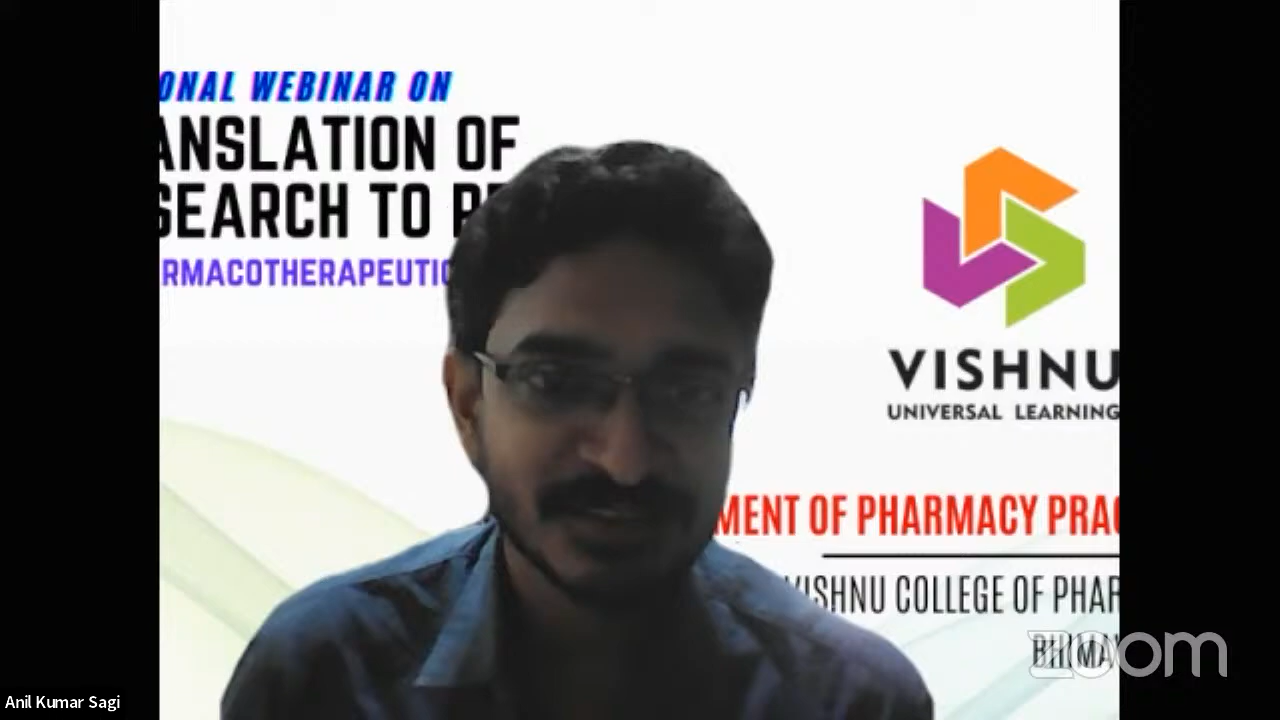 ONAL WEBINAR ON
ANSLATION OF
SEARCH TO
RMACOTHERAPEUTIC
VISHNU
UNIVERSAL LEARNING
MENT OF PHARMACY PRAC
VISHNU COLLEGE OF PHAR
BHIMAV
zoom
Anil Kumar Sagi